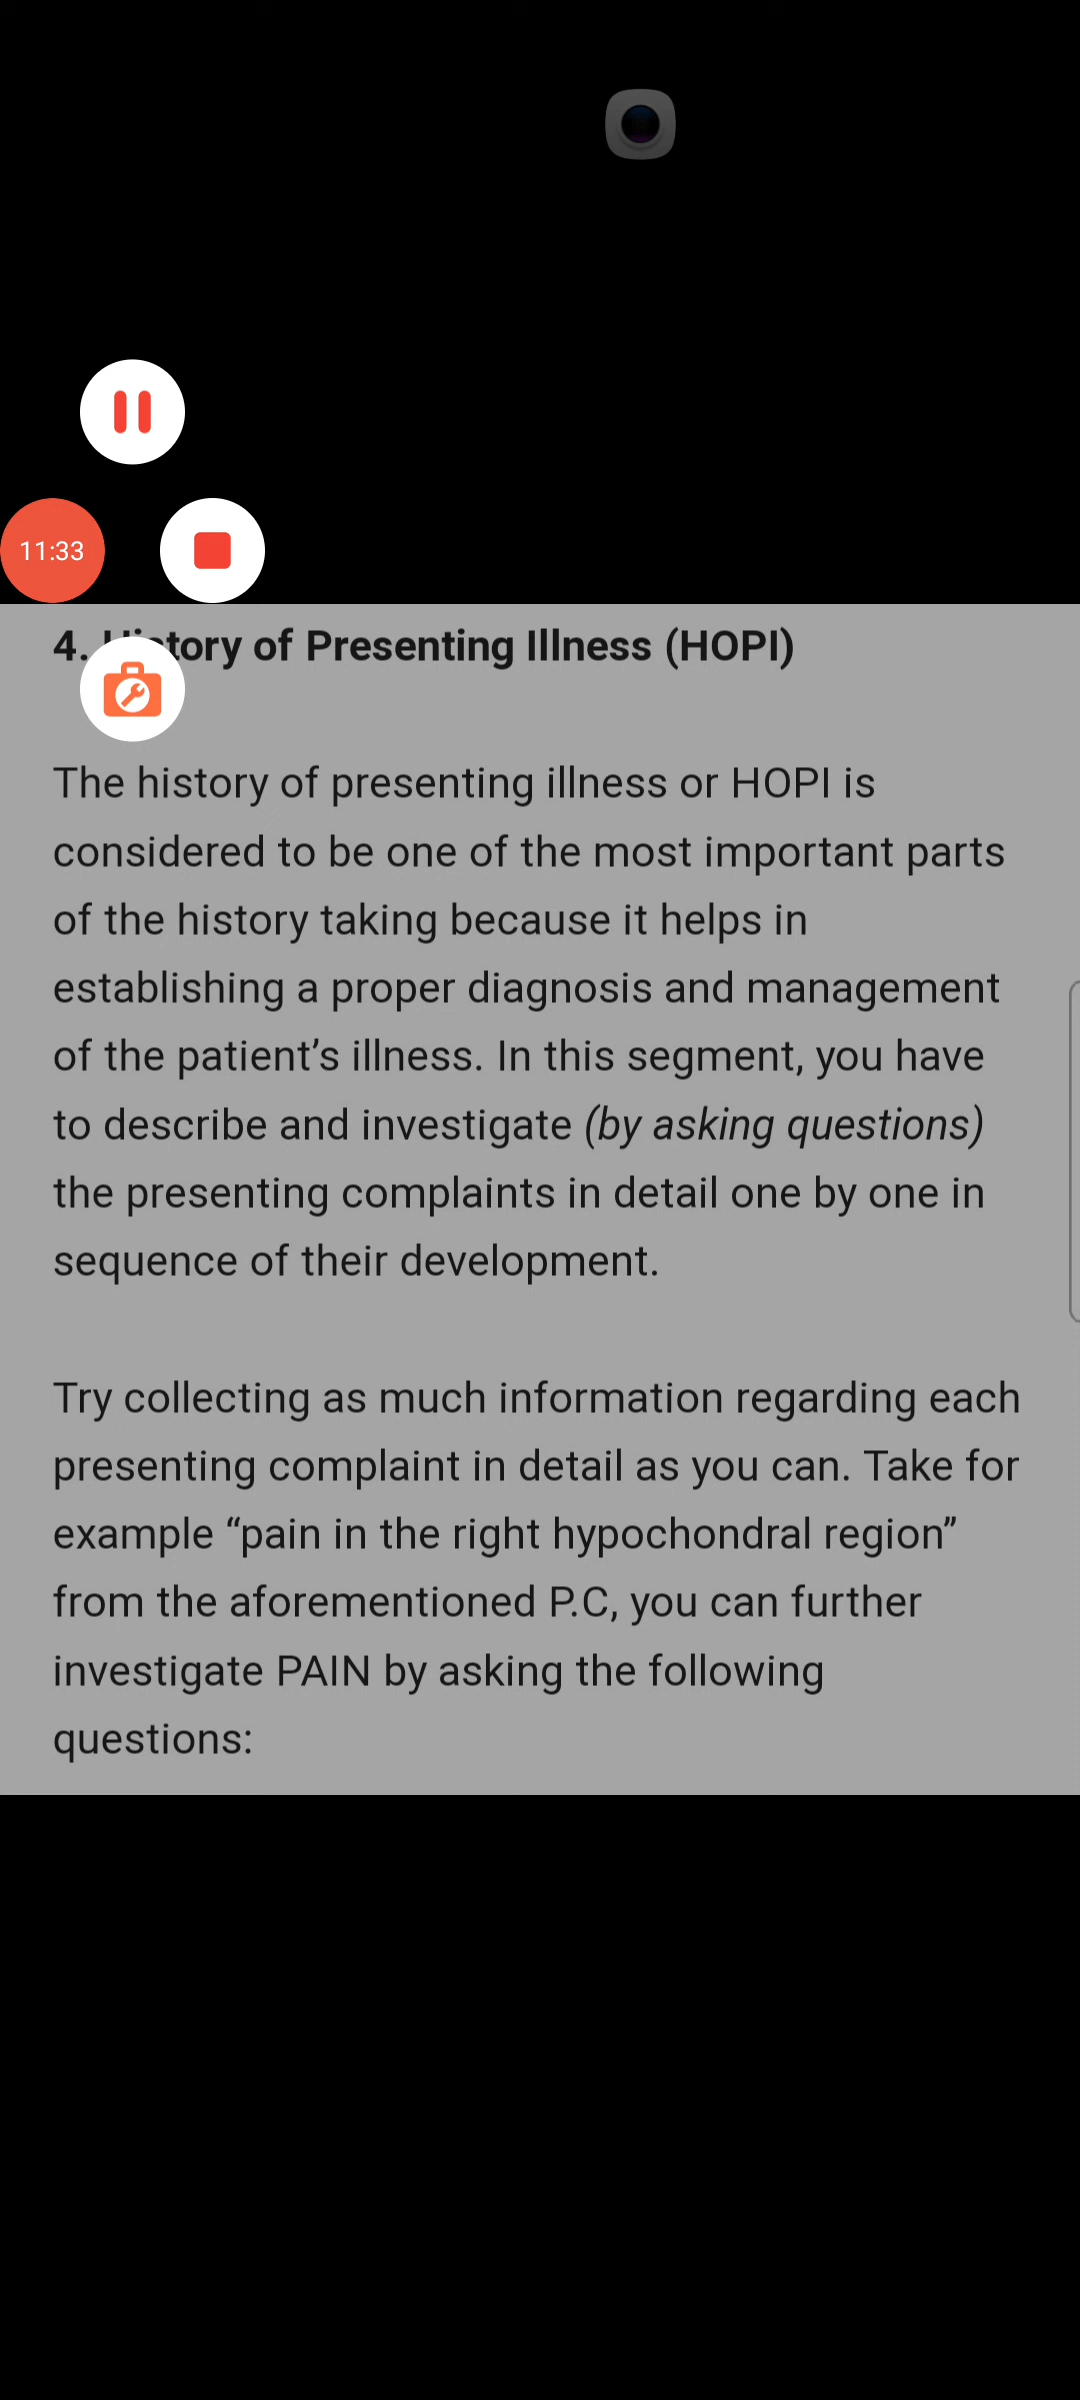 11:33
4. History of Presenting Illness (HOPI)
The history of presenting illness or HOPI is
considered to be one of the most important parts
of the history taking because it helps in
establishing a proper diagnosis and management
of the patient’s illness. In this segment, you have
to describe and investigate (by asking questions)
the presenting complaints in detail one by one in
sequence of their development.
Try collecting as much information regarding each
presenting complaint in detail as you can. Take for
example “pain in the right hypochondral region”
from the aforementioned P.C, you can further
investigate PAIN by asking the following
questions: